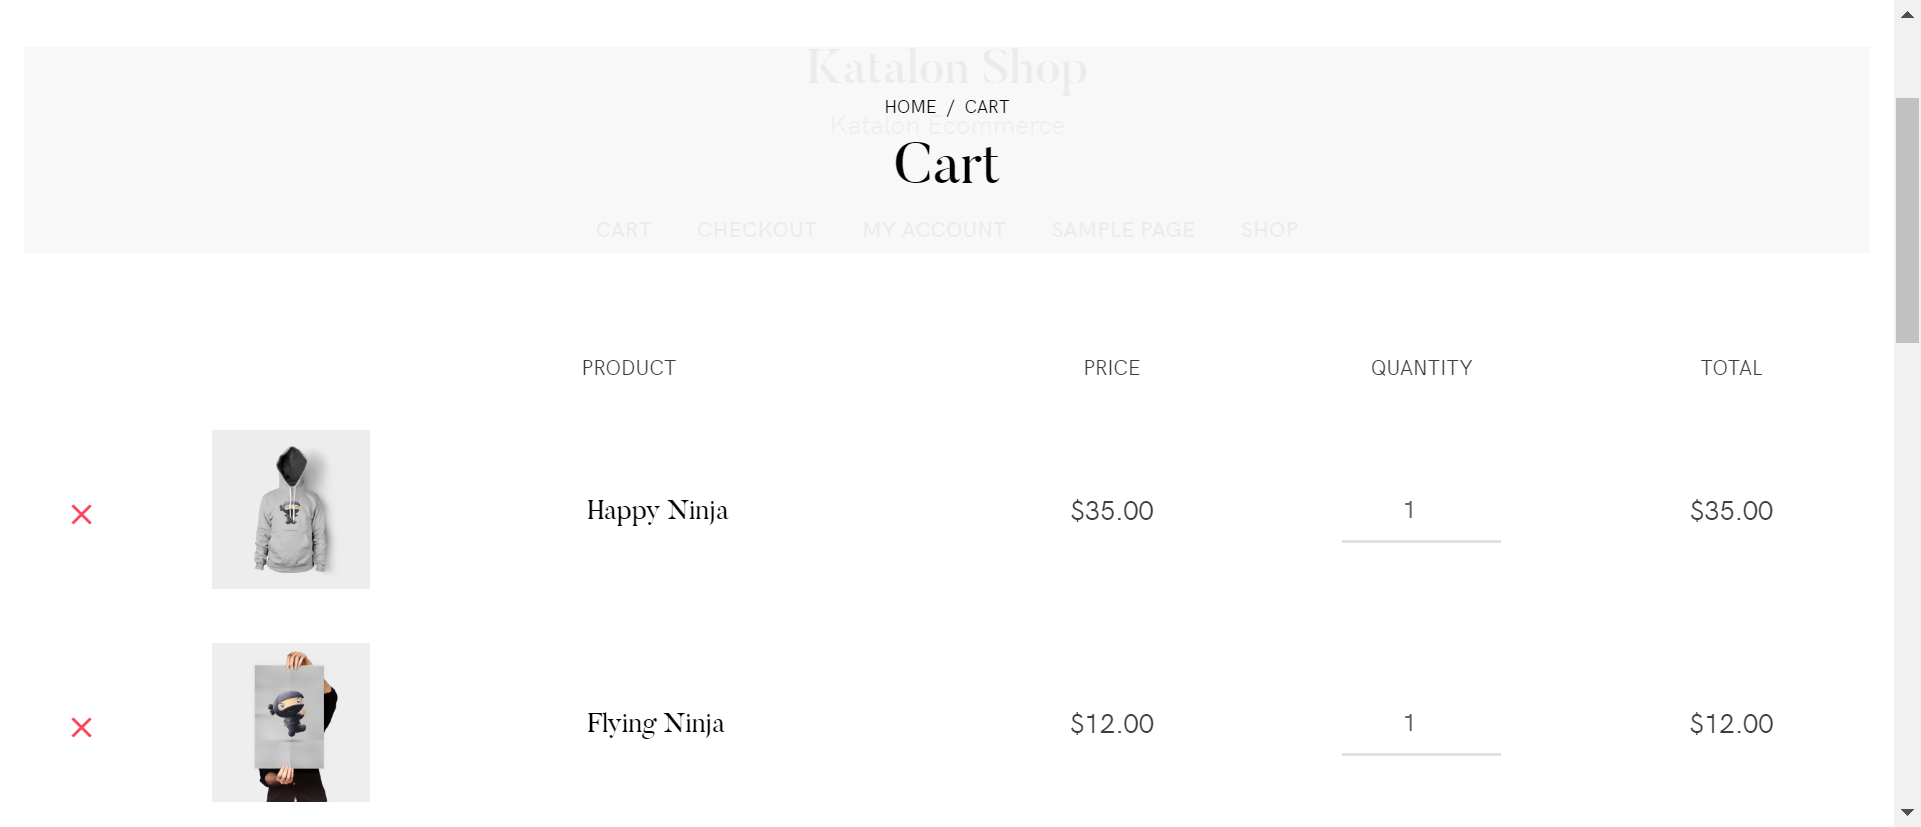 Katalon Shop
HOME / CART
Katalon Ecommerce
Cart
CART CHECKOUT MY ACCOUNT SAMPLE PAGE SHOP
PRODUCT PRICE QUANTITY TOTAL
Happy Ninja $35.00 1 $35.00
Flying Ninja $12.00 1 $12.00